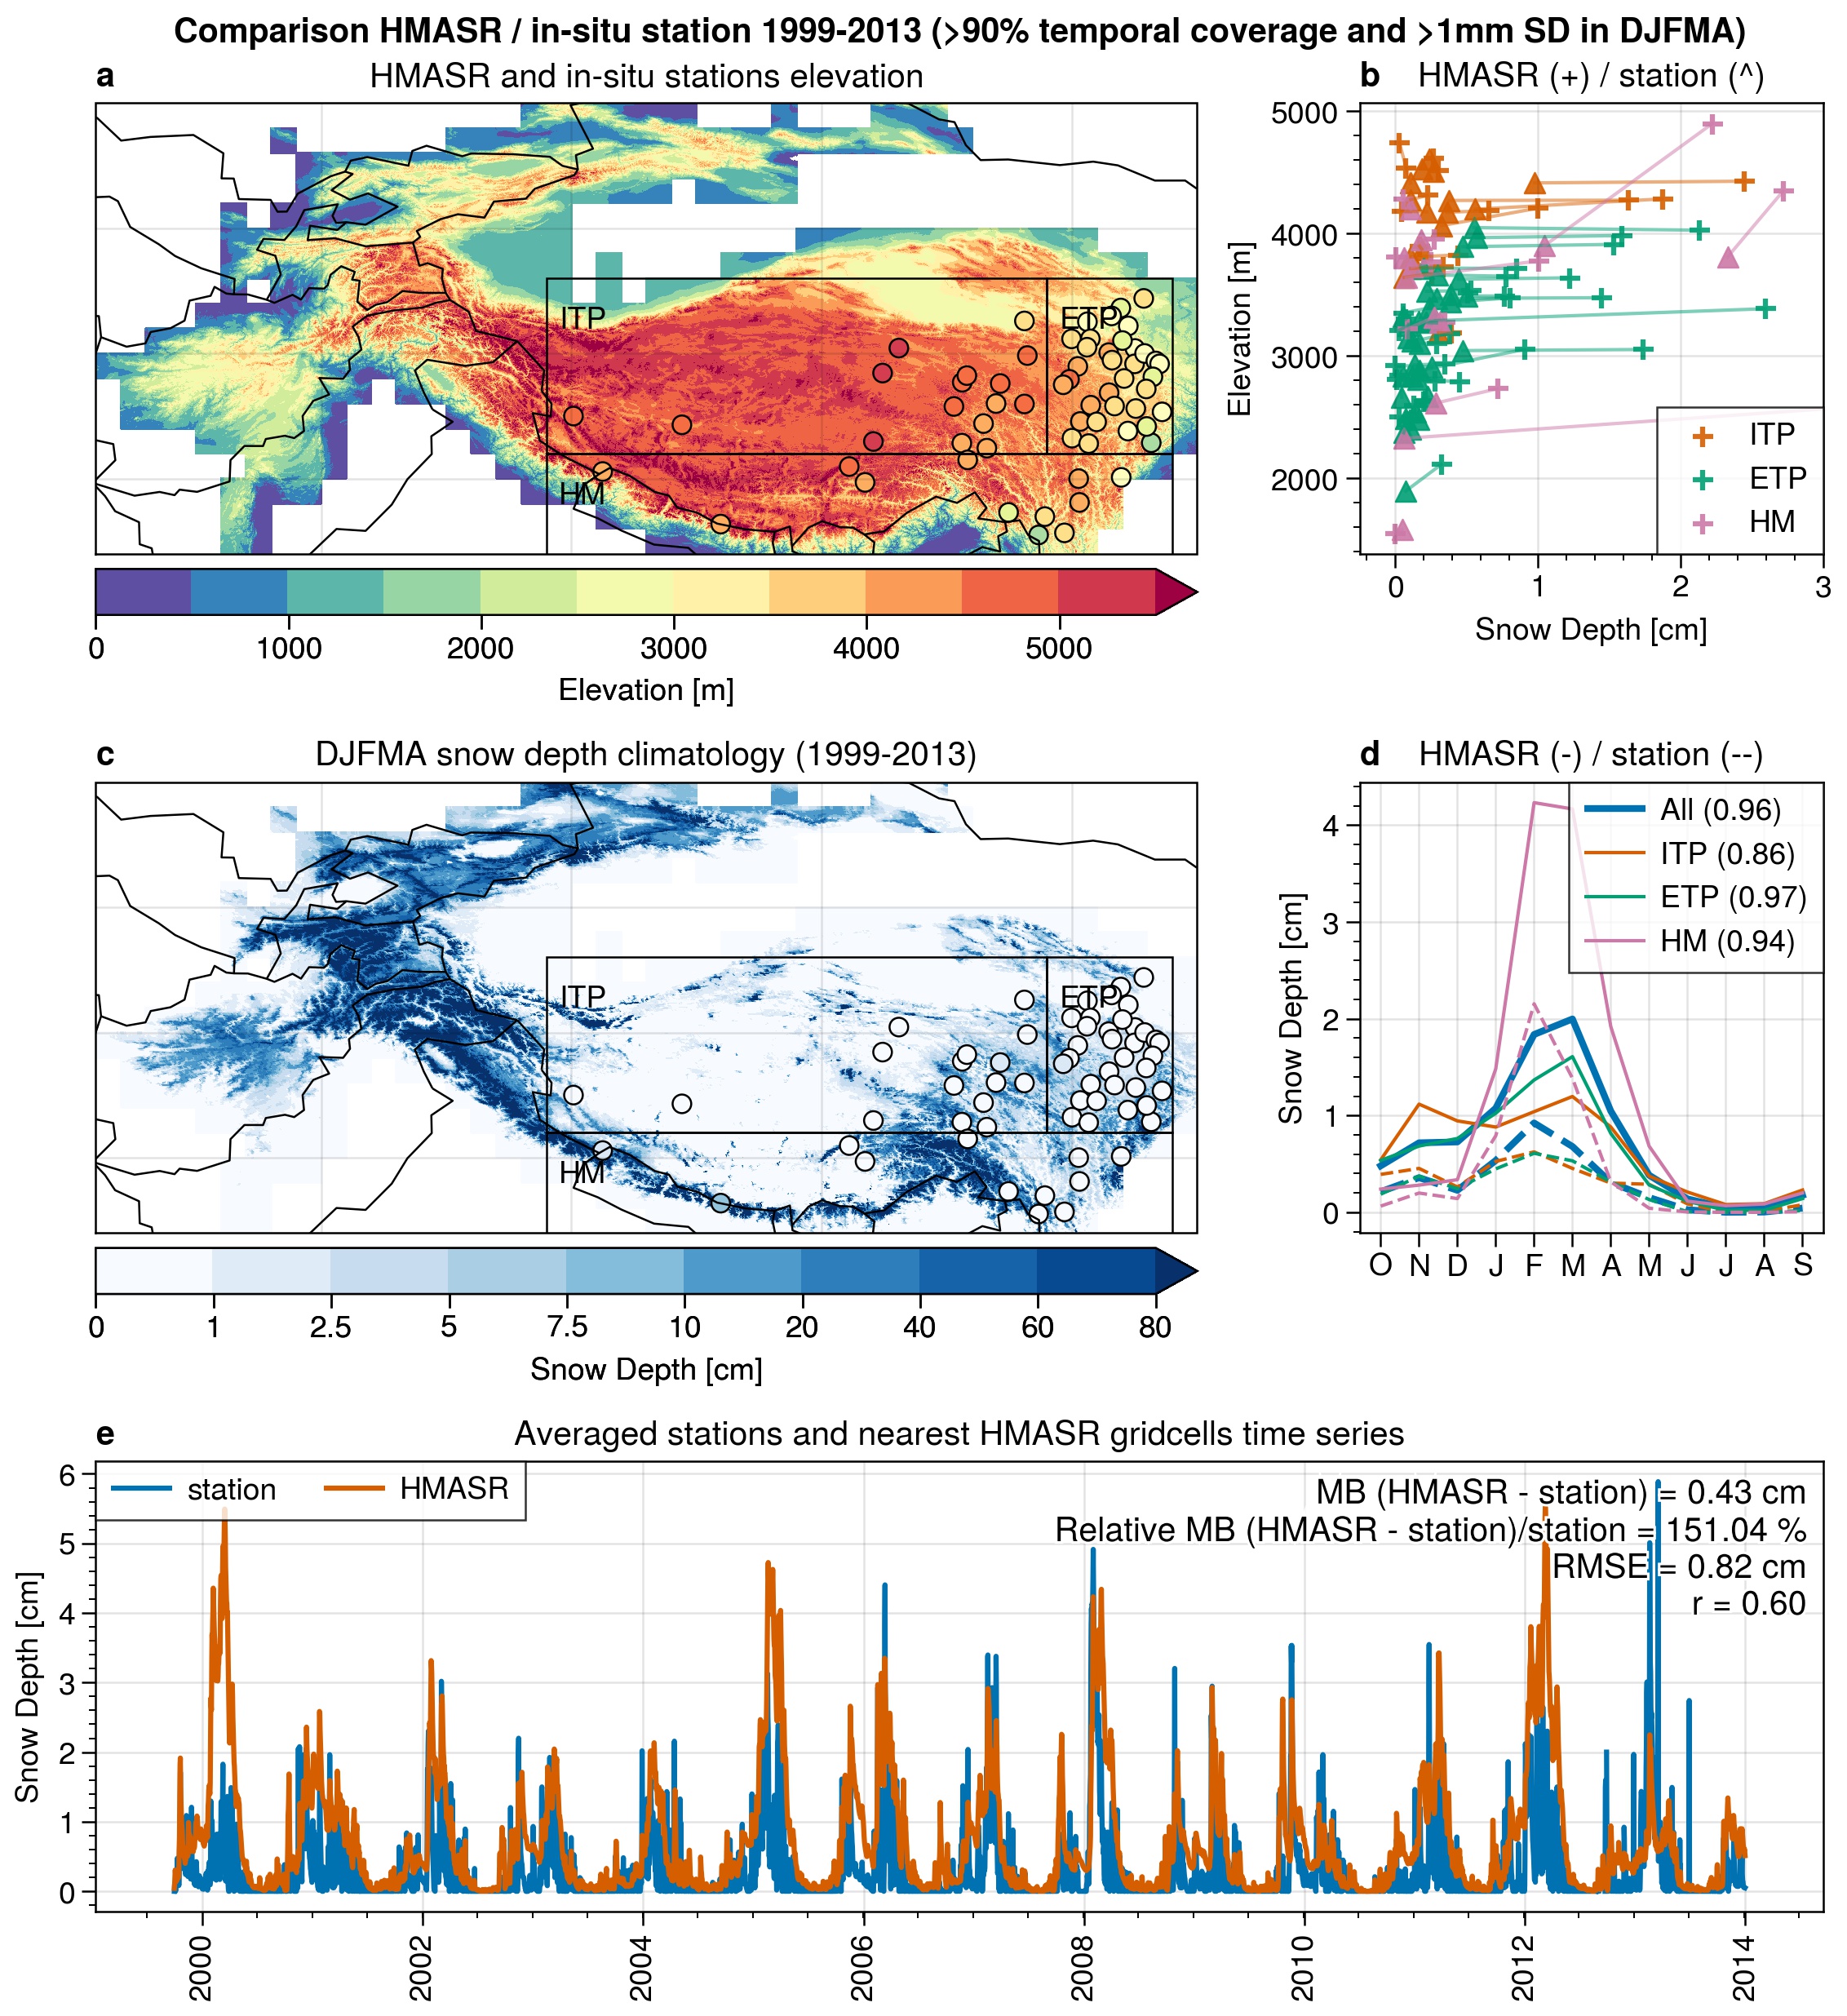 Comparison HMASR / in-situ station 1999-2013 (>90% temporal coverage and >1mm SD in DJFMA)
a HMASR and in-situ stations elevation
ITP
ETP
HM
0 1000 2000 3000 4000 5000
Elevation [m]
b HMASR (+) / station (^)
5000
4000
3000
2000
Elevation [m]
ITP
ETP
HM
0 1 2 3
Snow Depth [cm]
c DJFMA snow depth climatology (1999-2013)
ITP
ETP
HM
0 1 2.5 5 7.5 10 20 40 60 80
Snow Depth [cm]
d HMASR (-) / station (--)
All (0.96)
ITP (0.86)
ETP (0.97)
HM (0.94)
4
3
2
1
0
Snow Depth [cm]
O N D J F M A M J J A S
e Averaged stations and nearest HMASR gridcells time series
station HMASR
MB (HMASR - station) = 0.43 cm
Relative MB (HMASR - station)/station = 151.04 %
RMSE = 0.82 cm
r = 0.60
6
5
4
3
2
1
0
Snow Depth [cm]
2000 2002 2004 2006 2008 2010 2012 2014